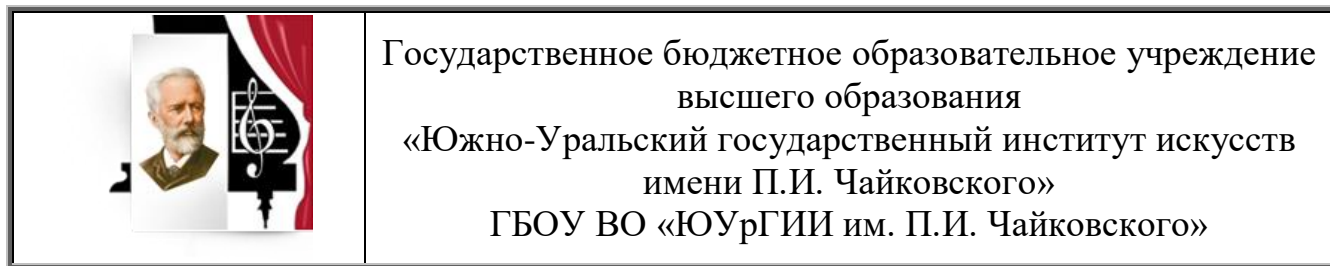 Государственное бюджетное образовательное учреждение
высшего образования
«Южно-Уральский государственный институт искусств
имени П.И. Чайковского»
ГБОУ ВО «ЮУрГИИ им. П.И. Чайковского»